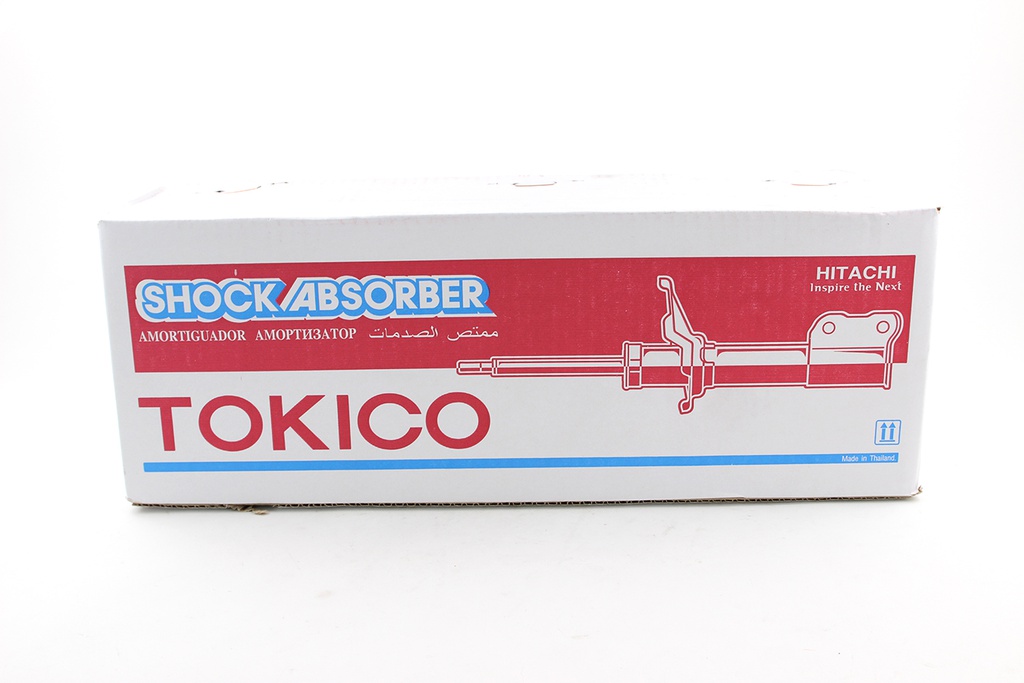 SHOCK ABSORBER
AMORTIGUADOR АМОРТИЗАТОР ممتص الصدمات
HITACHI
Inspire the Next
TOKICO
Made in Thailand.